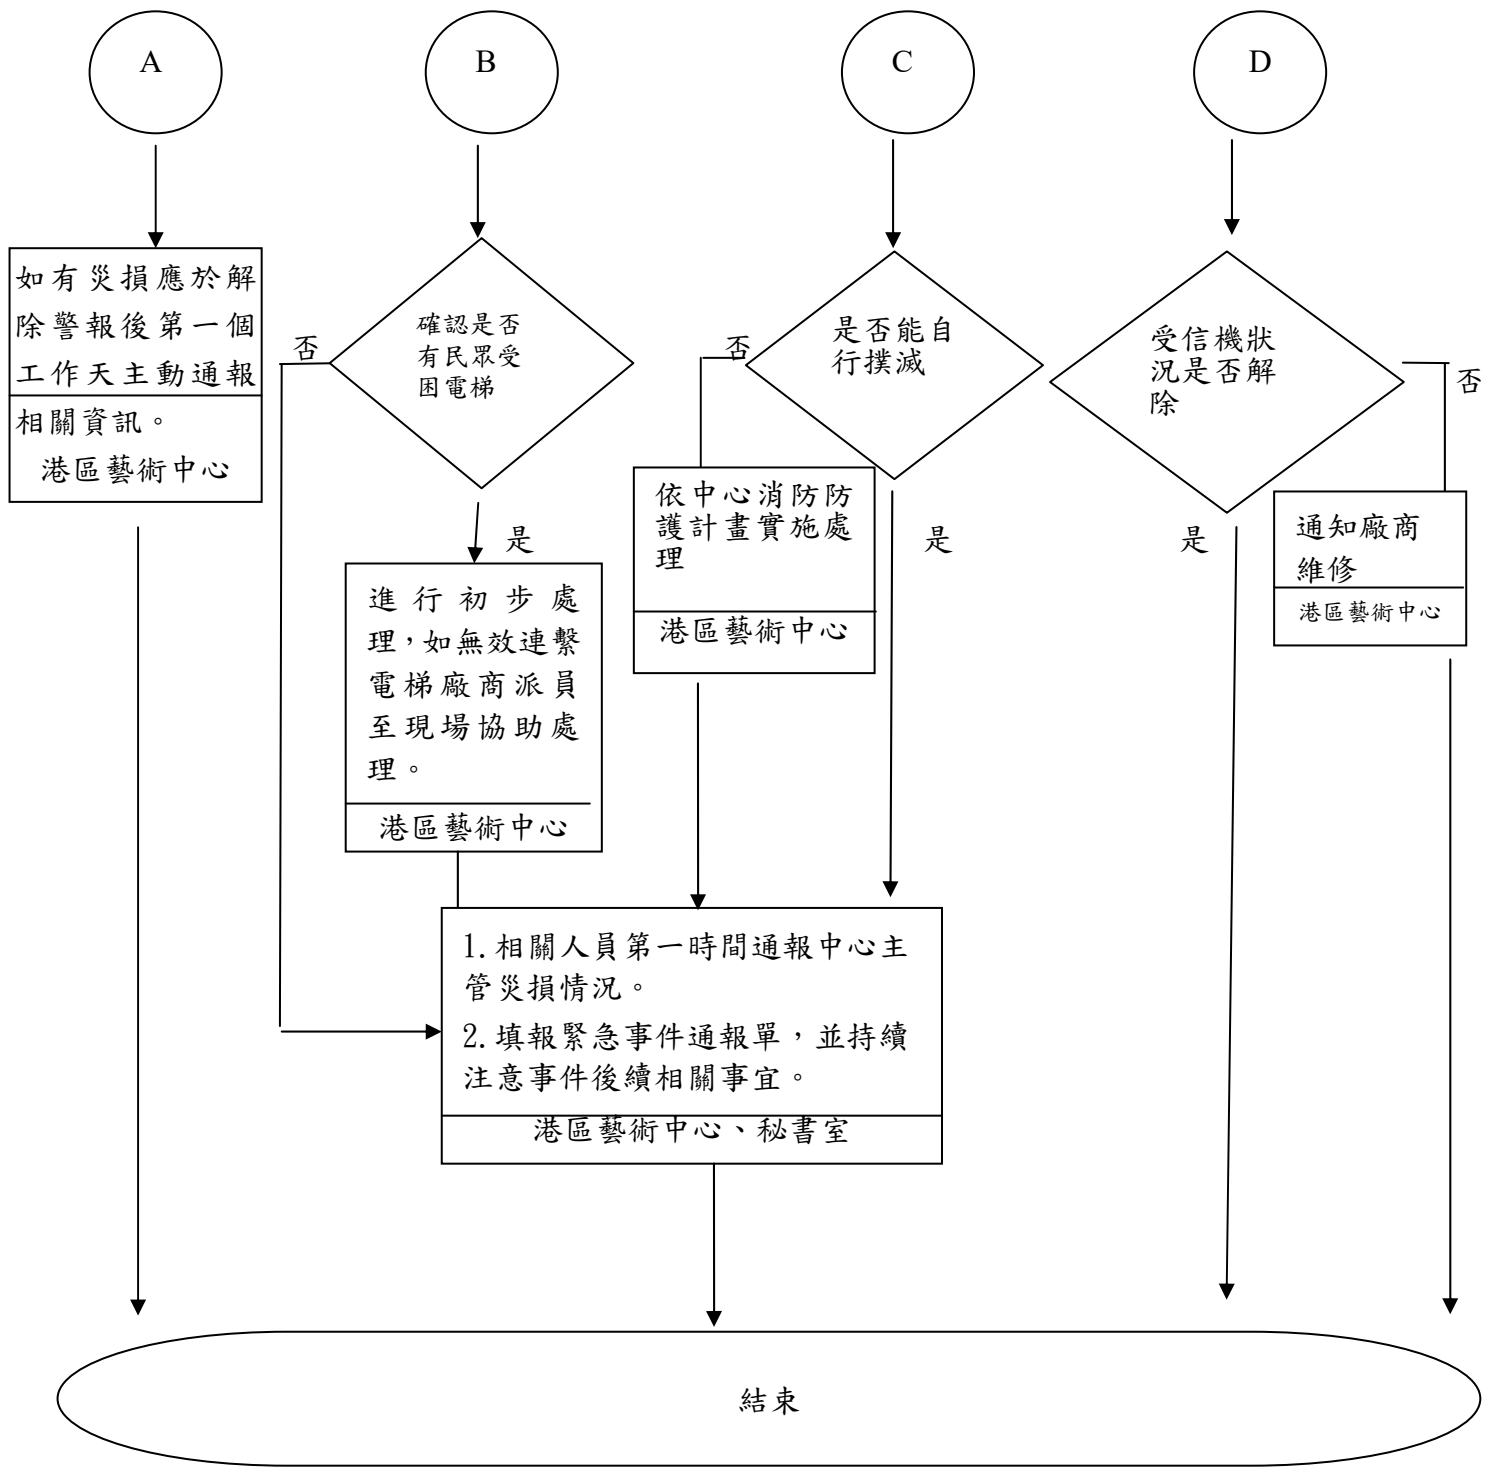 A
B
C
D
如有災損應於解
除警報後第一個
工作天主動通報
相關資訊。
港區藝術中心
否
確認是否
有民眾受
困電梯
是
進行初步處
理，如無效連繫
電梯廠商派員
至現場協助處
理。
港區藝術中心
否
是否能自
行撲滅
依中心消防防
護計畫實施處
理
港區藝術中心
是
受信機狀
況是否解
除
否
是
通知廠商
維修
港區藝術中心
1.相關人員第一時間通報中心主
管災損情況。
2.填報緊急事件通報單，並持續
注意事件後續相關事宜。
港區藝術中心、秘書室
結束